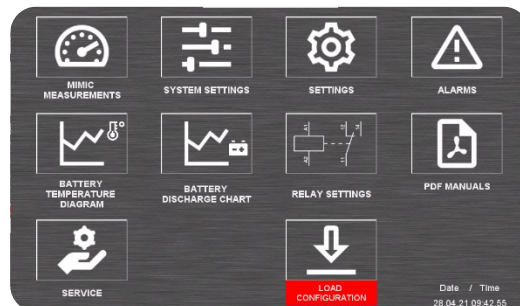 MIMIC
MEASUREMENTS
SYSTEM SETTINGS
SETTINGS
ALARMS
BATTERY
TEMPERATURE
DIAGRAM
BATTERY
DISCHARGE CHART
RELAY SETTINGS
PDF MANUALS
SERVICE
LOAD
CONFIGURATION
Date / Time
28.04.21 09:42.55